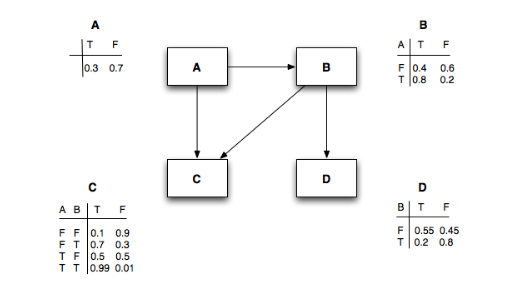 A
T F
0.3 0.7
A
B
B
A T F
F 0.4 0.6
T 0.8 0.2
C
D
C
A B T F
F F 0.1 0.9
F T 0.7 0.3
T F 0.5 0.5
T T 0.99 0.01
D
B T F
F 0.55 0.45
T 0.2 0.8